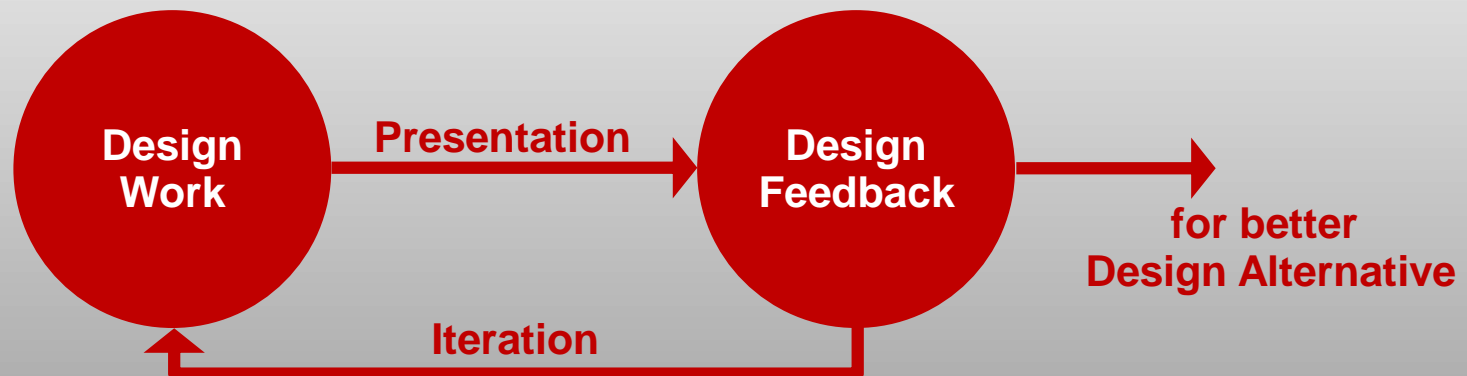 Design
Work
Presentation
Design
Feedback
for better
Design Alternative
Iteration